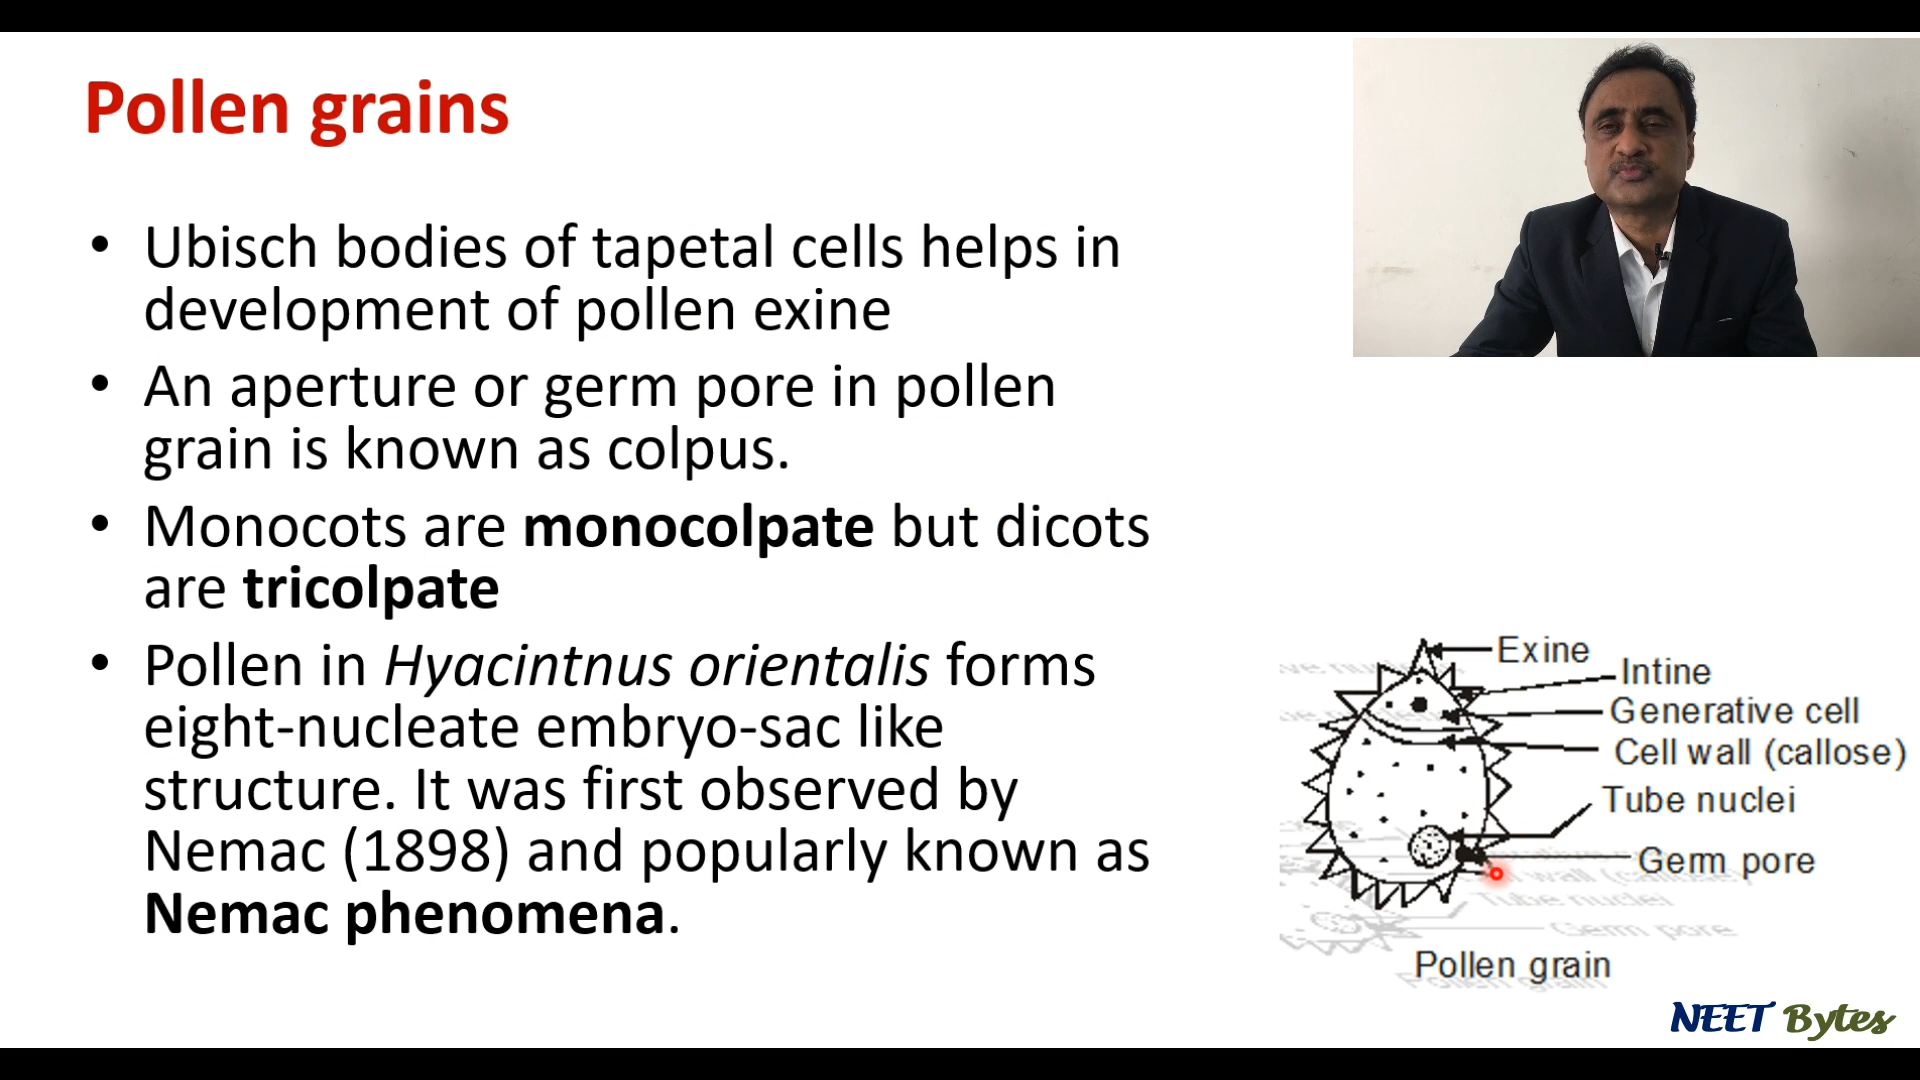 Pollen grains
• Ubisch bodies of tapetal cells helps in
development of pollen exine
• An aperture or germ pore in pollen
grain is known as colpus.
• Monocots are monocolpate but dicots
are tricolpate
• Pollen in Hyacintnus orientalis forms
eight-nucleate embryo-sac like
structure. It was first observed by
Nemac (1898) and popularly known as
Nemac phenomena.
Exine
Intine
Generative cell
Cell wall (callose)
Tube nuclei
Germ pore
Pollen grain
NEET Bytes